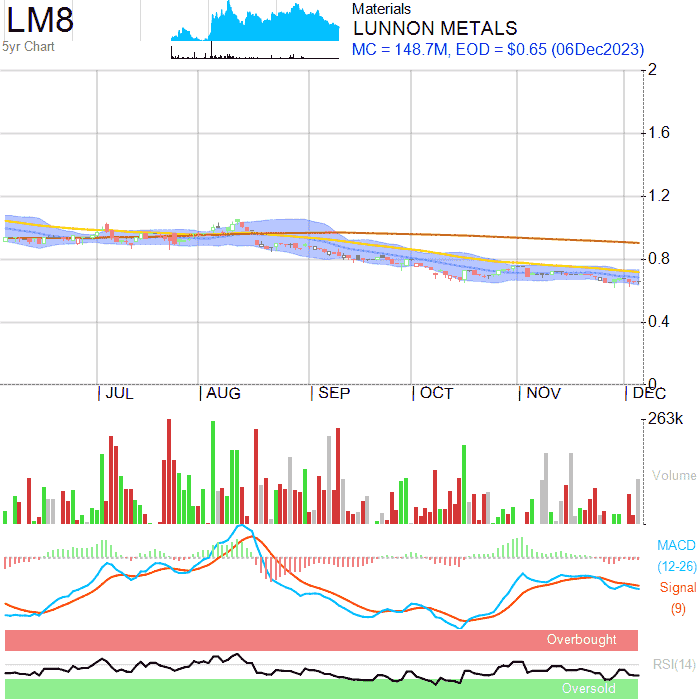 LM8
5yr Chart
Materials
LUNNON METALS
MC = 148.7M, EOD = $0.65 (06Dec2023)
2
1.6
1.2
0.8
0.4
0
JUL AUG SEP OCT NOV DEC
263k
Volume
MACD
(12-26)
Signal
(9)
Overbought
RSI(14)
Oversold